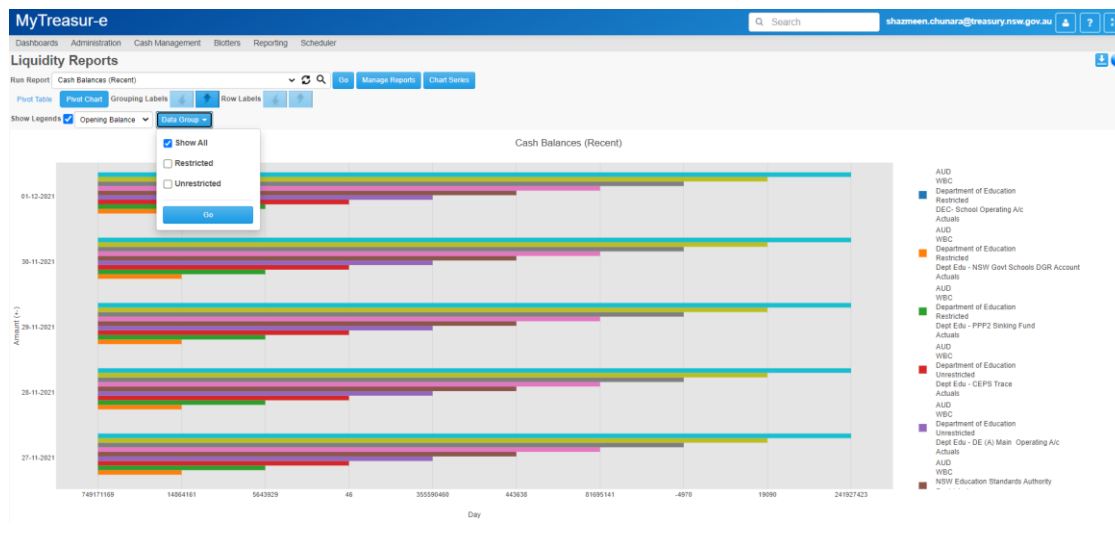 MyTreasur-e
Search
shazmeen.chunara@treasury.nsw.gov.au
?
Dashboards Administration Cash Management Blotters Reporting Scheduler
Liquidity Reports
Run Report Cash Balances (Recent) Go Manage Reports Chart Series
Pivot Table Pivot Chart Grouping Labels Row Labels
Show Legends Opening Balance Data Group
Show All
Restricted
Unrestricted
Go
Cash Balances (Recent)
Amount (+-)
01-12-2021
30-11-2021
29-11-2021
28-11-2021
27-11-2021
749171169 14064161 5643929 46 355590460 443638 81695141 -4970 19090 241927423
Day
AUD
WBC
Department of Education
Restricted
DEC- School Operating A/c
Actuals
AUD
WBC
Department of Education
Restricted
Dept Edu - NSW Govt Schools DGR Account
Actuals
AUD
WBC
Department of Education
Restricted
Dept Edu - PPP2 Sinking Fund
Actuals
AUD
WBC
Department of Education
Unrestricted
Dept Edu - CEPS Trace
Actuals
AUD
WBC
Department of Education
Unrestricted
Dept Edu - DE (A) Main Operating A/c
Actuals
AUD
WBC
NSW Education Standards Authority